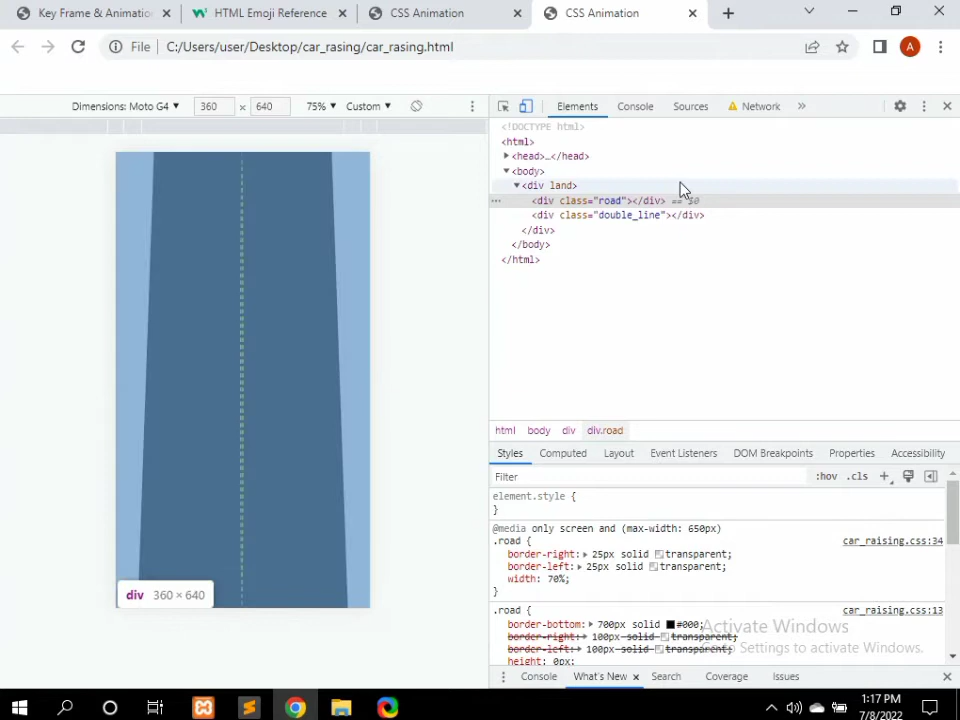 Key Frame & Animation
HTML Emoji Reference
CSS Animation
CSS Animation
File
C:/Users/user/Desktop/car_rasing/car_rasing.html
A
Dimensions: Moto G4 ▼
360
x
640
75% ▼
Custom ▼
Elements
Console
Sources
Network
»
<!DOCTYPE html>
<html>
<head>…</head>
<body>
<div land>
<div class="road"></div> == $0
<div class="double_line"></div>
</div>
</body>
</html>
div 360 × 640
html body div div.road
Styles Computed Layout Event Listeners DOM Breakpoints Properties Accessibility
Filter
:hov .cls +
element.style {
}
@media only screen and (max-width: 650px)
.road {
car_raising.css:34
border-right: 25px solid transparent;
border-left: 25px solid transparent;
width: 70%;
}
.road {
car_raising.css:13
border-bottom: 700px solid #000;
border-right: 100px solid transparent;
border-left: 100px solid transparent;
height: 0px;
Activate Windows
Go to Settings to activate Windows.
Console What's New × Search Coverage Issues
1:17 PM
7/8/2022